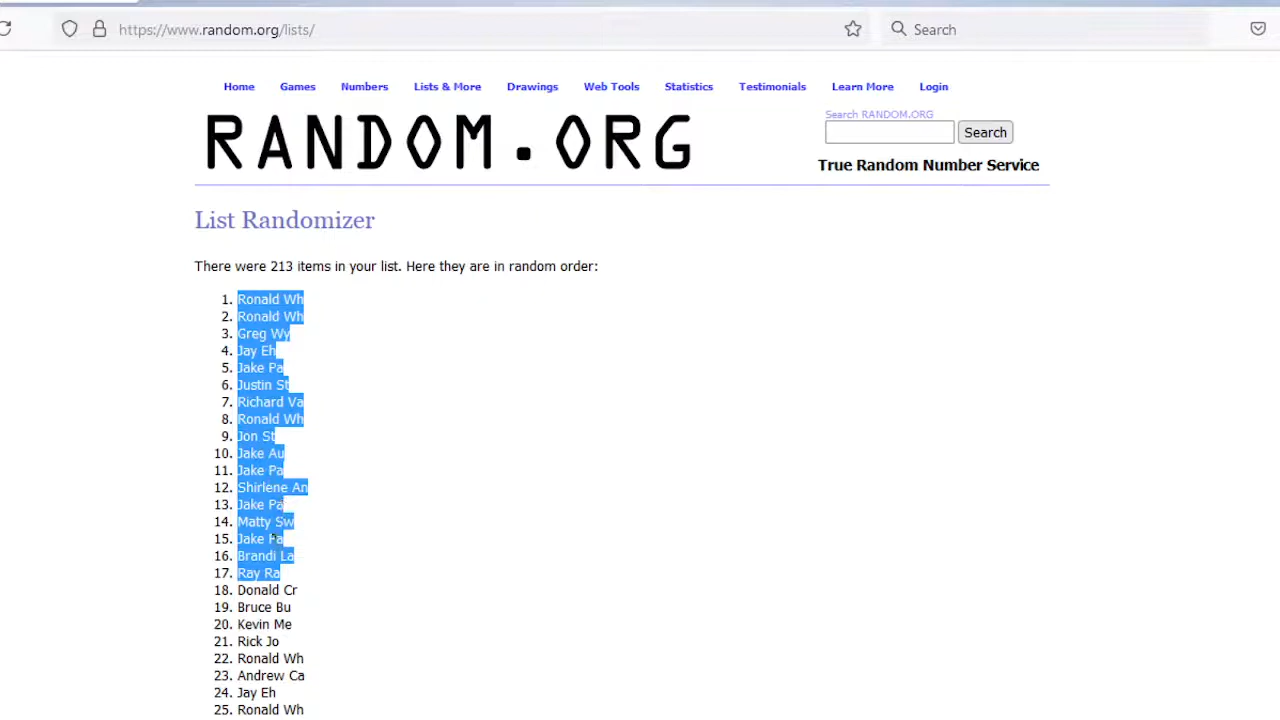 https://www.random.org/lists/
Search
Home Games Numbers Lists & More Drawings Web Tools Statistics Testimonials Learn More Login
RANDOM.ORG
Search RANDOM.ORG
Search
True Random Number Service
List Randomizer
There were 213 items in your list. Here they are in random order:
1. Ronald Wh
2. Ronald Wh
3. Greg Wy
4. Jay Eh
5. Jake Pa
6. Justin St
7. Richard Va
8. Ronald Wh
9. Jon St
10. Jake Au
11. Jake Pa
12. Shirlene An
13. Jake Pa
14. Matty Sw
15. Jake Pa
16. Brandi La
17. Ray Ra
18. Donald Cr
19. Bruce Bu
20. Kevin Me
21. Rick Jo
22. Ronald Wh
23. Andrew Ca
24. Jay Eh
25. Ronald Wh